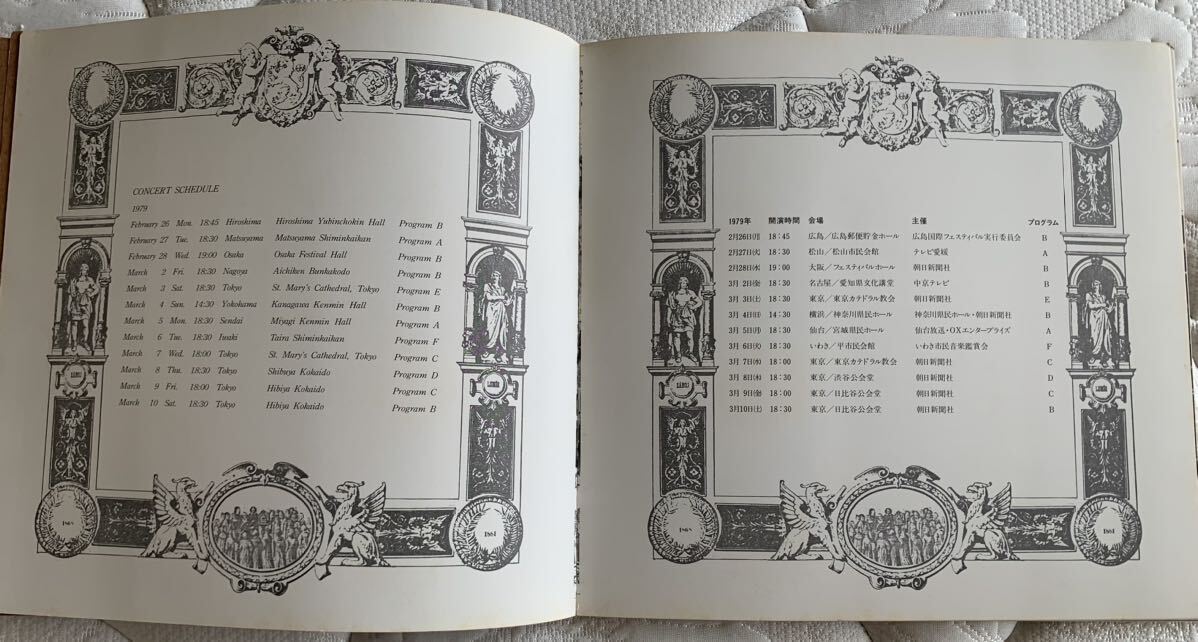 CONCERT SCHEDULE
1979
February 26 Mon. 18:45 Hiroshima Hiroshima Yubinchokin Hall Program B
February 27 Tue. 18:30 Matsuyama Matsuyama Shiminkaikan Program A
February 28 Wed. 19:00 Osaka Osaka Festival Hall Program B
March 2 Fri. 18:30 Nagoya Aichiken Bunkakodo Program B
March 3 Sat. 18:30 Tokyo St. Mary's Cathedral, Tokyo Program E
March 4 Sun. 14:30 Yokohama Kanagawa Kenmin Hall Program B
March 5 Mon. 18:30 Sendai Miyagi Kenmin Hall Program A
March 6 Tue. 18:30 Iwaki Taira Shiminkaikan Program F
March 7 Wed. 18:00 Tokyo St. Mary's Cathedral, Tokyo Program C
March 8 Thu. 18:30 Tokyo Shibuya Kokaido Program D
March 9 Fri. 18:00 Tokyo Hibiya Kokaido Program C
March 10 Sat. 18:30 Tokyo Hibiya Kokaido Program B
1868
1881
1979年 開演時間 会場 主催 プログラム
2月26日(月) 18:45 広島/広島郵便貯金ホール 広島国際フェスティバル実行委員会 B
2月27日(火) 18:30 松山/松山市民会館 テレビ愛媛 A
2月28日(水) 19:00 大阪/フェスティバルホール 朝日新聞社 B
3月 2日(金) 18:30 名古屋/愛知県文化講堂 中京テレビ B
3月 3日(土) 18:30 東京/東京カテドラル教会 朝日新聞社 E
3月 4日(日) 14:30 横浜/神奈川県民ホール 神奈川県民ホール・朝日新聞社 B
3月 5日(月) 18:30 仙台/宮城県民ホール 仙台放送・OXエンタープライズ A
3月 6日(火) 18:30 いわき/平市民会館 いわき市民音楽鑑賞会 F
3月 7日(水) 18:00 東京/東京カテドラル教会 朝日新聞社 C
3月 8日(木) 18:30 東京/渋谷公会堂 朝日新聞社 D
3月 9日(金) 18:00 東京/日比谷公会堂 朝日新聞社 C
3月10日(土) 18:30 東京/日比谷公会堂 朝日新聞社 B
1868
1881